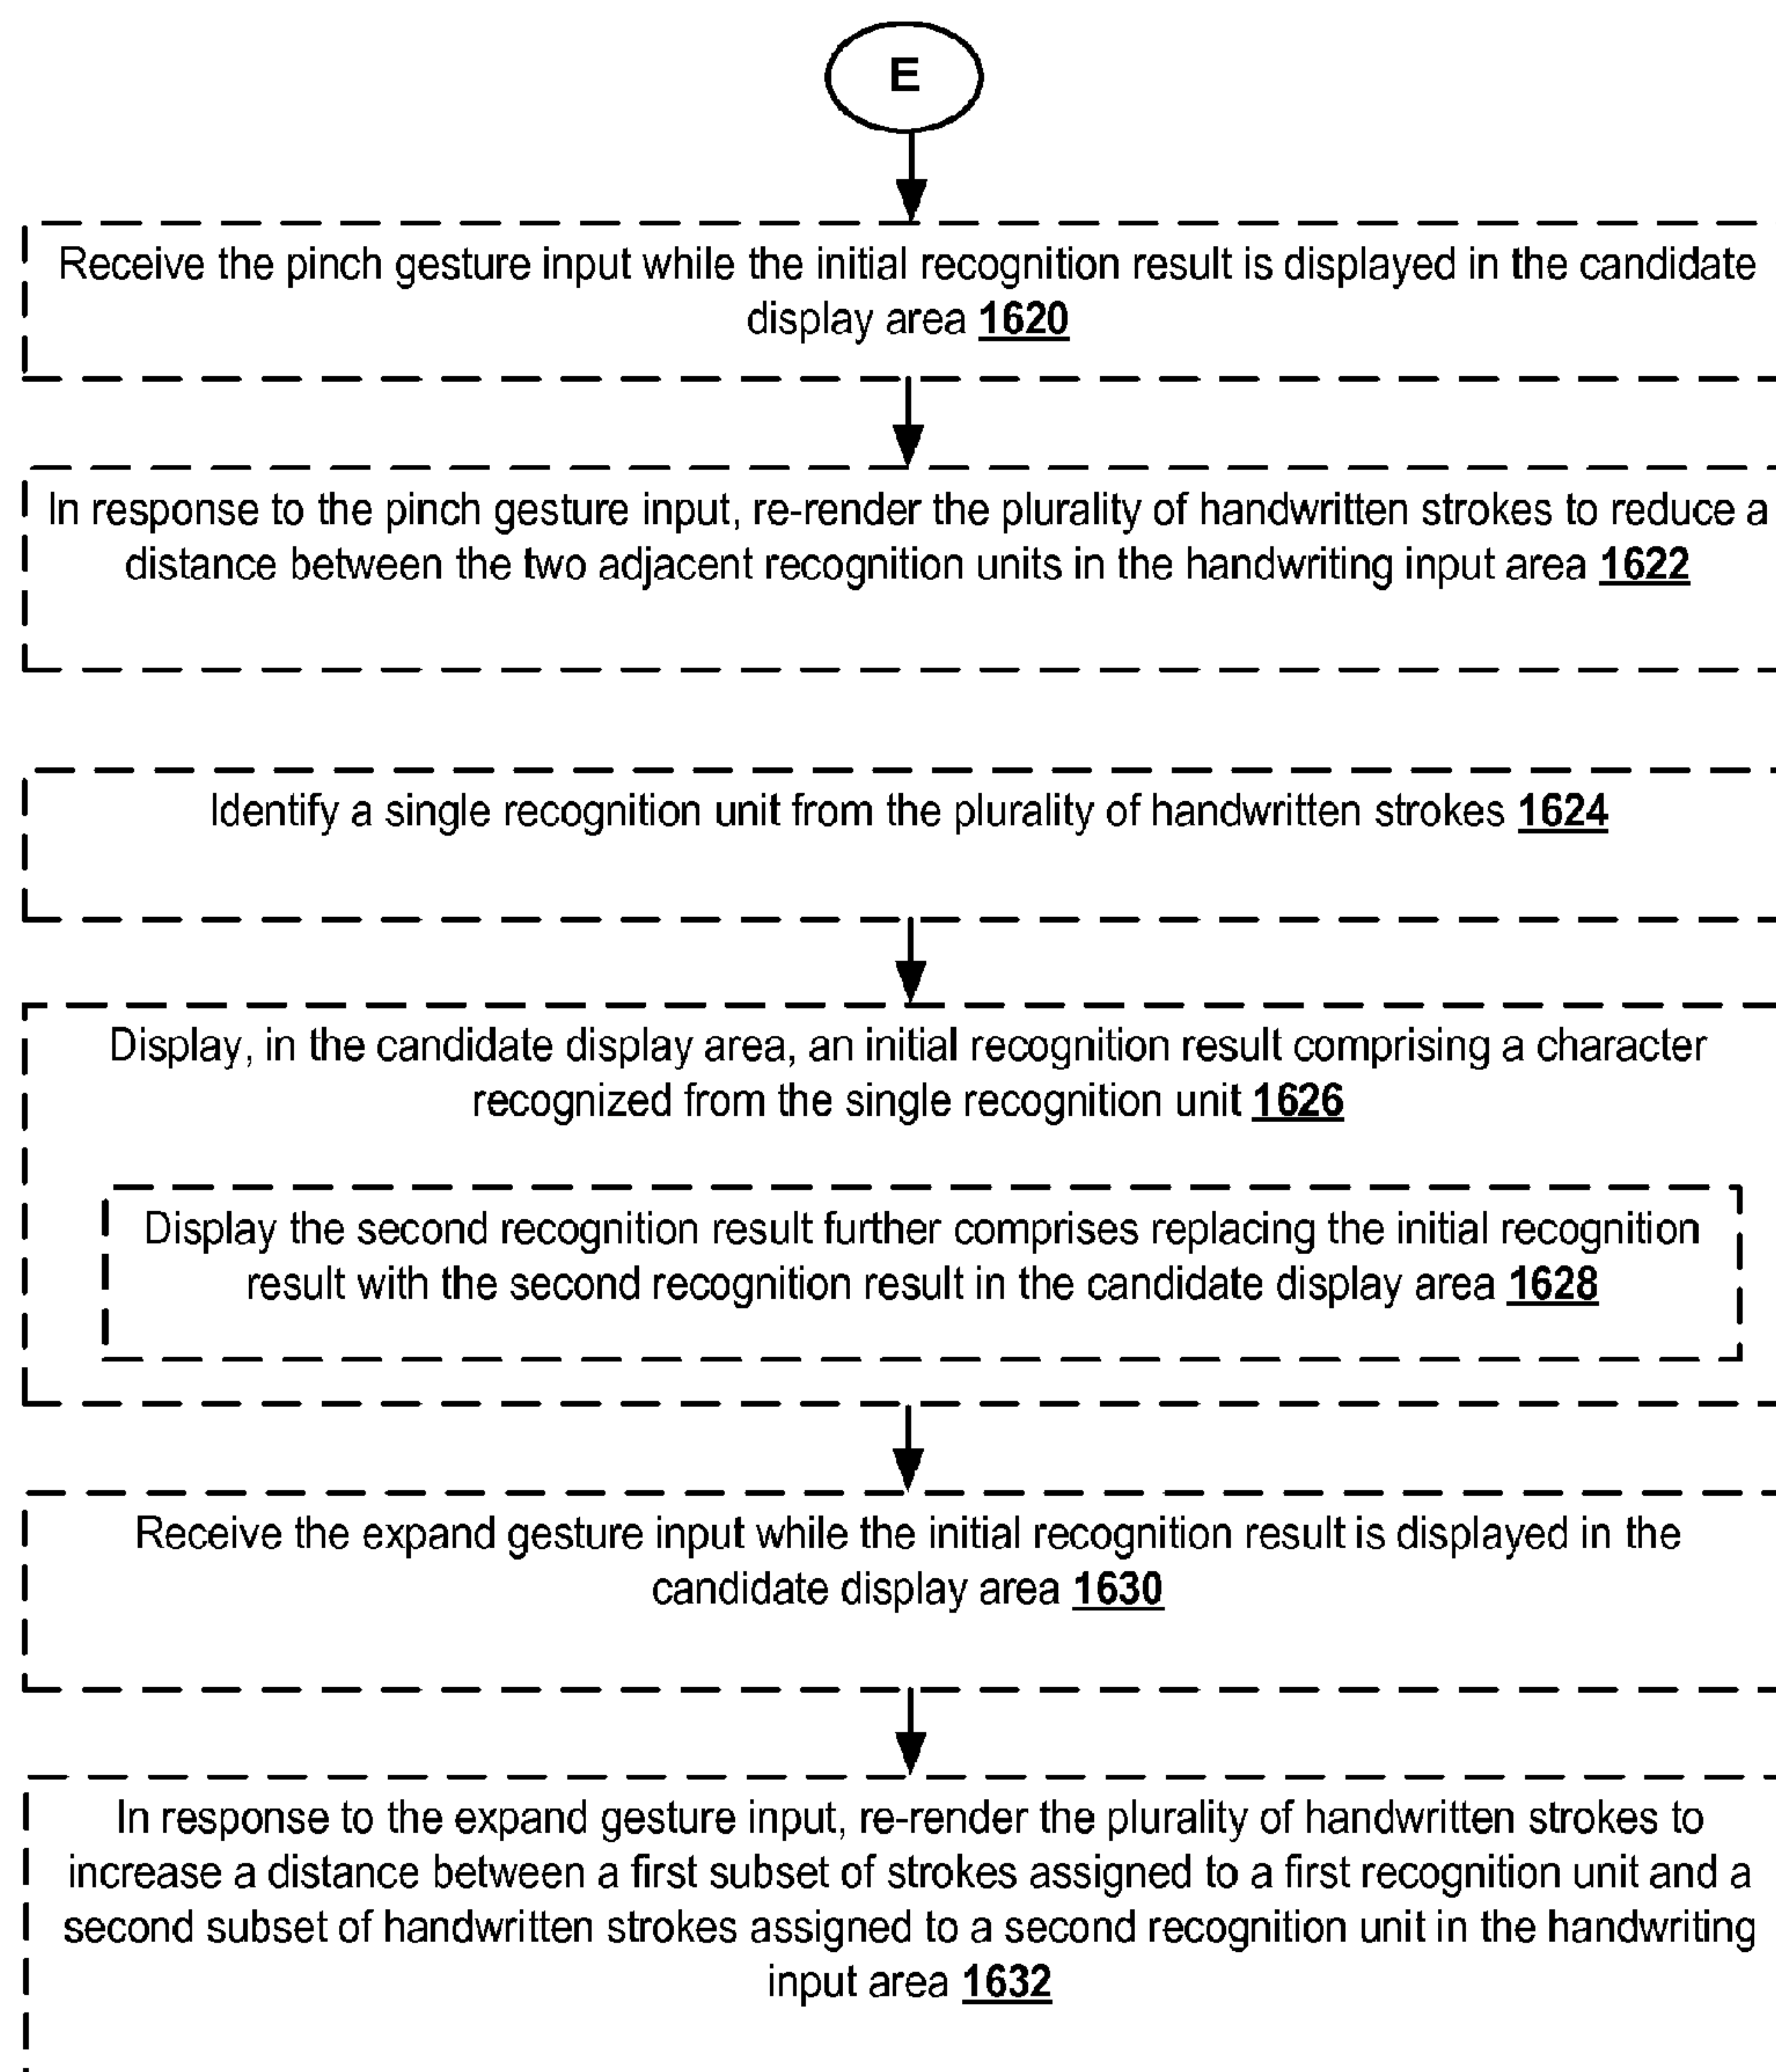 E
Receive the pinch gesture input while the initial recognition result is displayed in the candidate
display area 1620
In response to the pinch gesture input, re-render the plurality of handwritten strokes to reduce a
distance between the two adjacent recognition units in the handwriting input area 1622
Identify a single recognition unit from the plurality of handwritten strokes 1624
Display, in the candidate display area, an initial recognition result comprising a character
recognized from the single recognition unit 1626
Display the second recognition result further comprises replacing the initial recognition
result with the second recognition result in the candidate display area 1628
Receive the expand gesture input while the initial recognition result is displayed in the
candidate display area 1630
In response to the expand gesture input, re-render the plurality of handwritten strokes to
increase a distance between a first subset of strokes assigned to a first recognition unit and a
second subset of handwritten strokes assigned to a second recognition unit in the handwriting
input area 1632